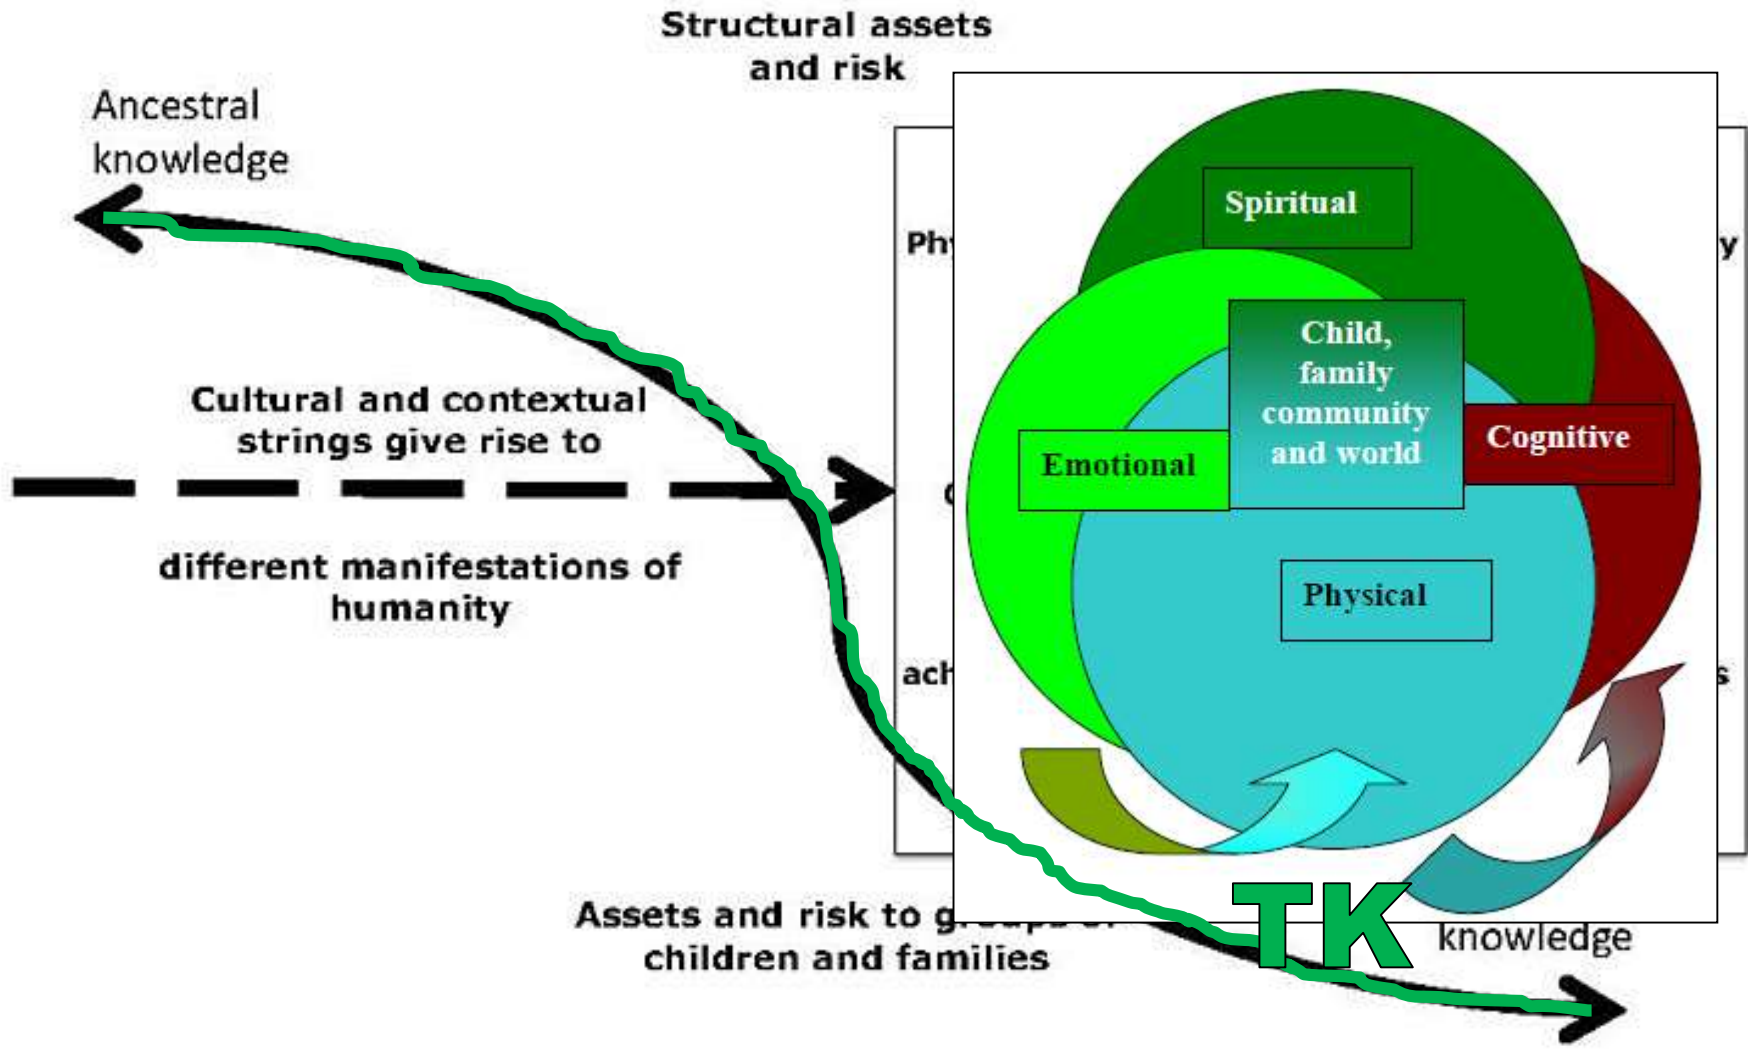 Structural assets
and risk
Ancestral
knowledge
Spiritual
Child,
family
community
and world
Cultural and contextual
strings give rise to
Emotional
Cognitive
different manifestations of
humanity
Physical
TK
Assets and risk to
children and families
knowledge